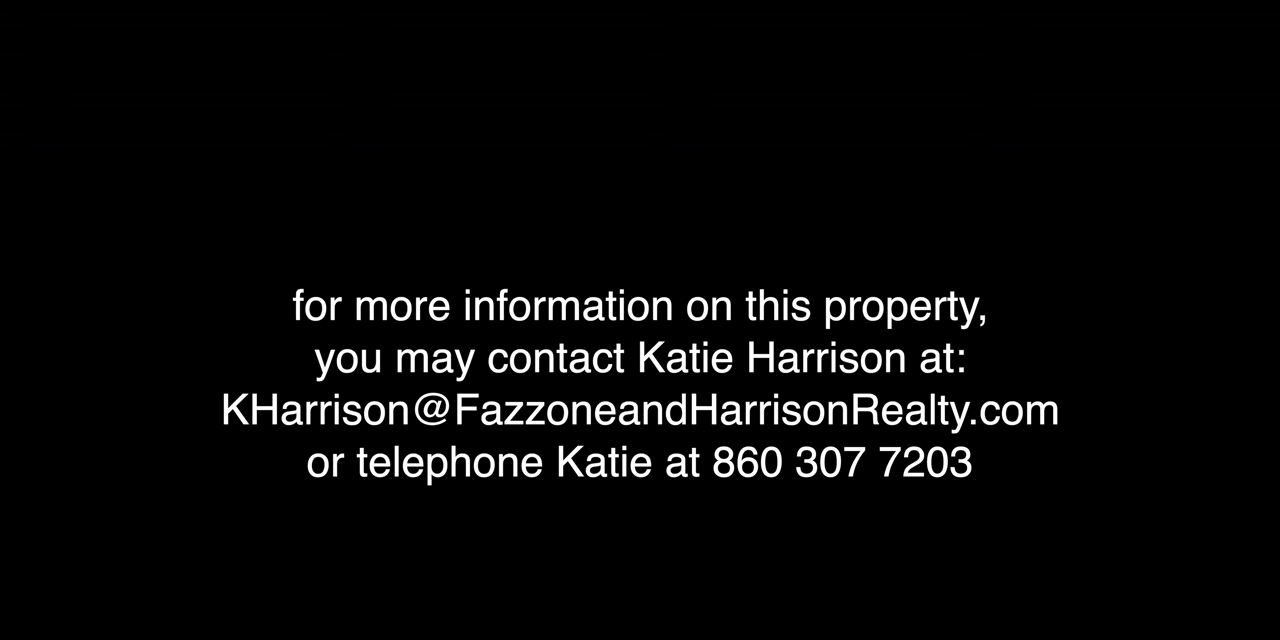 for more information on this property,
you may contact Katie Harrison at:
KHarrison@FazzoneandHarrisonRealty.com
or telephone Katie at 860 307 7203